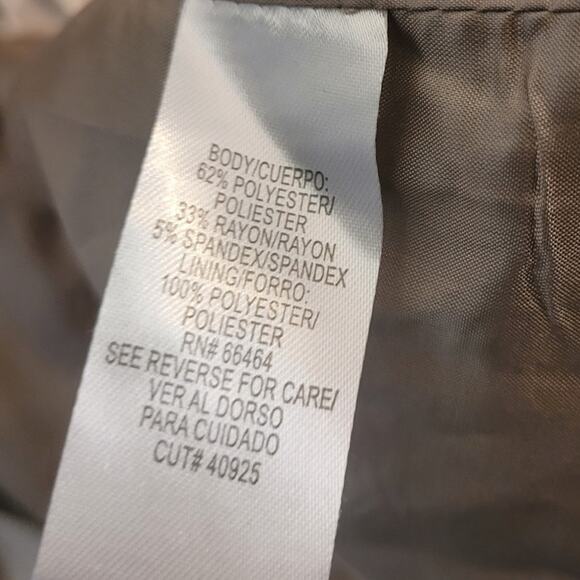 BODY/CUERPO:
62% POLYESTER/
POLIESTER
33% RAYON/RAYON
5% SPANDEX/SPANDEX
LINING/FORRO:
100% POLYESTER/
POLIESTER
RN# 66464
SEE REVERSE FOR CARE/
VER AL DORSO
PARA CUIDADO
CUT# 40925